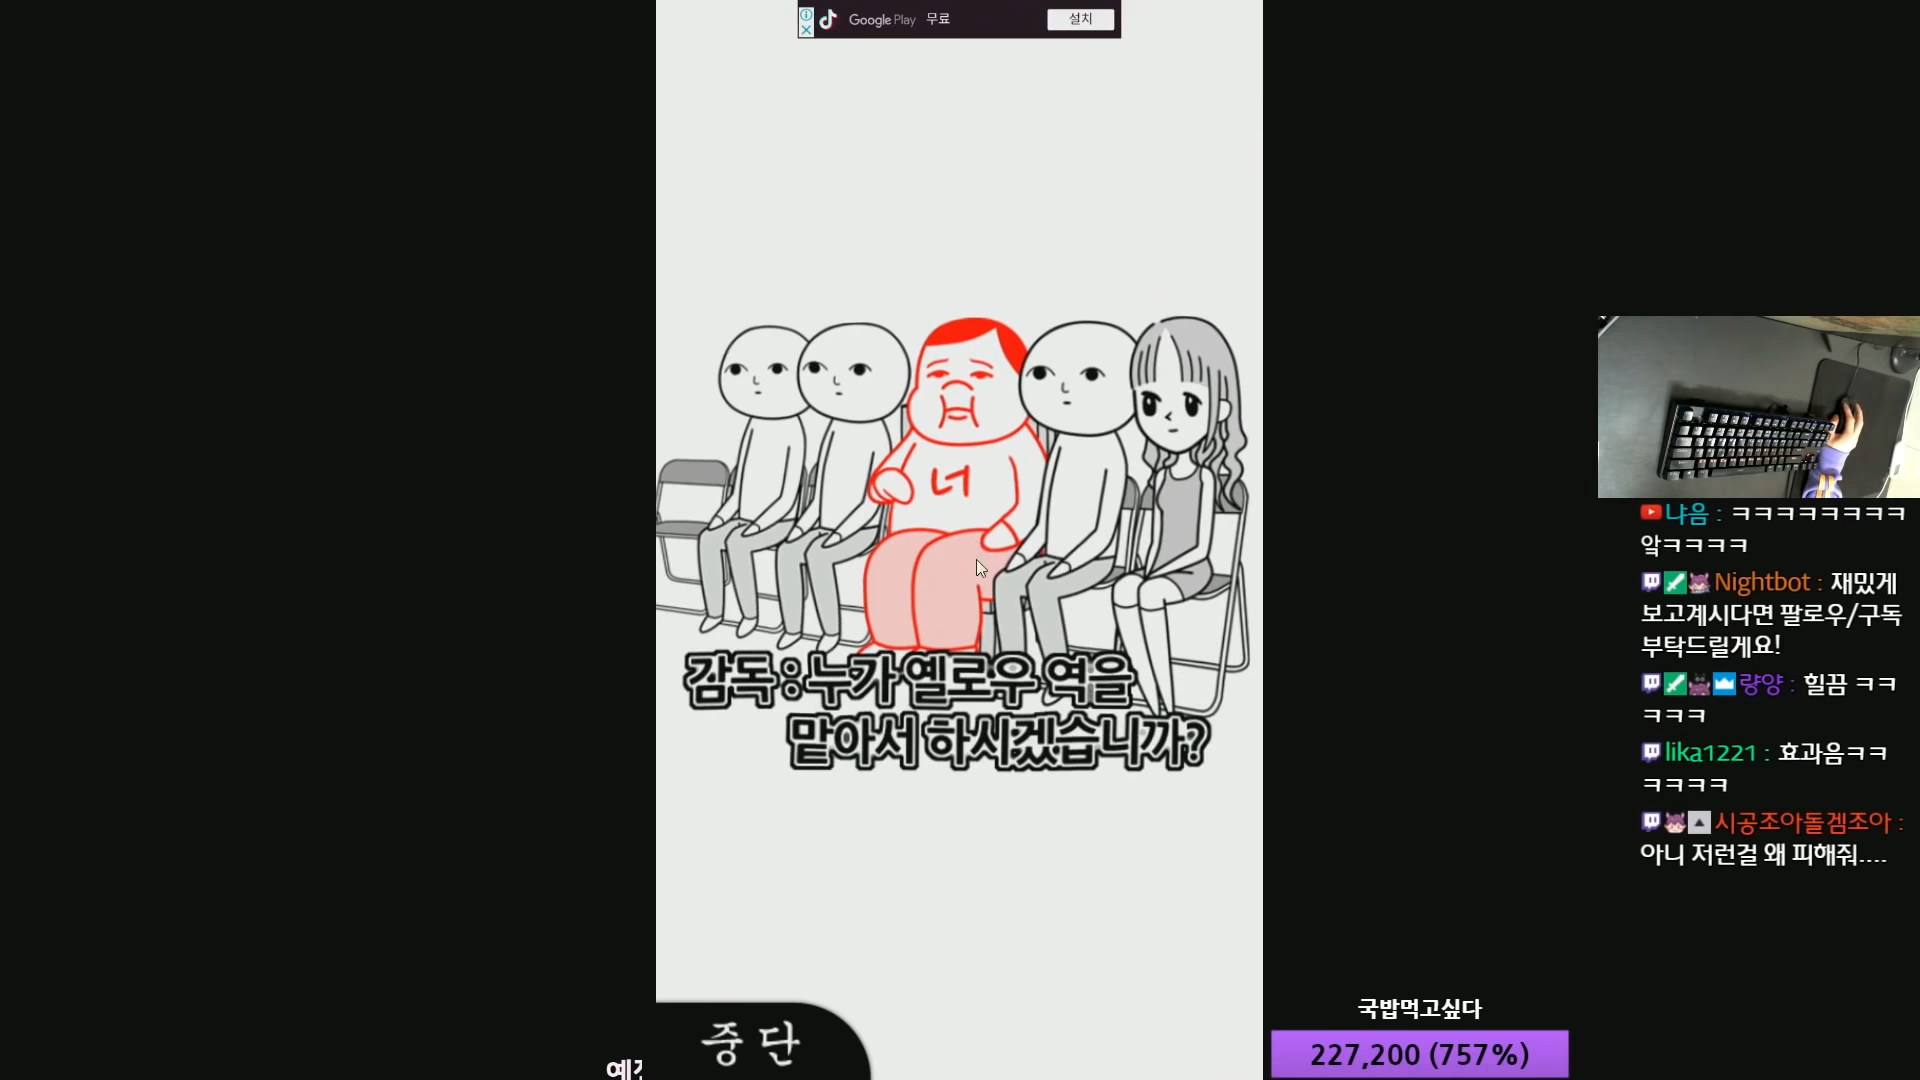 Google Play 무료 설치
너
감독 : 누가 옐로우 역을
맡아서 하시겠습니까?
중단
냐음 : ㅋㅋㅋㅋㅋㅋㅋㅋ
앜ㅋㅋㅋㅋ
Nightbot : 재밌게
보고계시다면 팔로우/구독
부탁드릴게요!
량양 : 힐끔 ㅋㅋ
ㅋㅋㅋ
lika1221 : 효과음ㅋㅋ
ㅋㅋㅋㅋ
시공조아돌겜조아 :
아니 저런걸 왜 피해줘....
국밥먹고싶다
227,200 (757%)